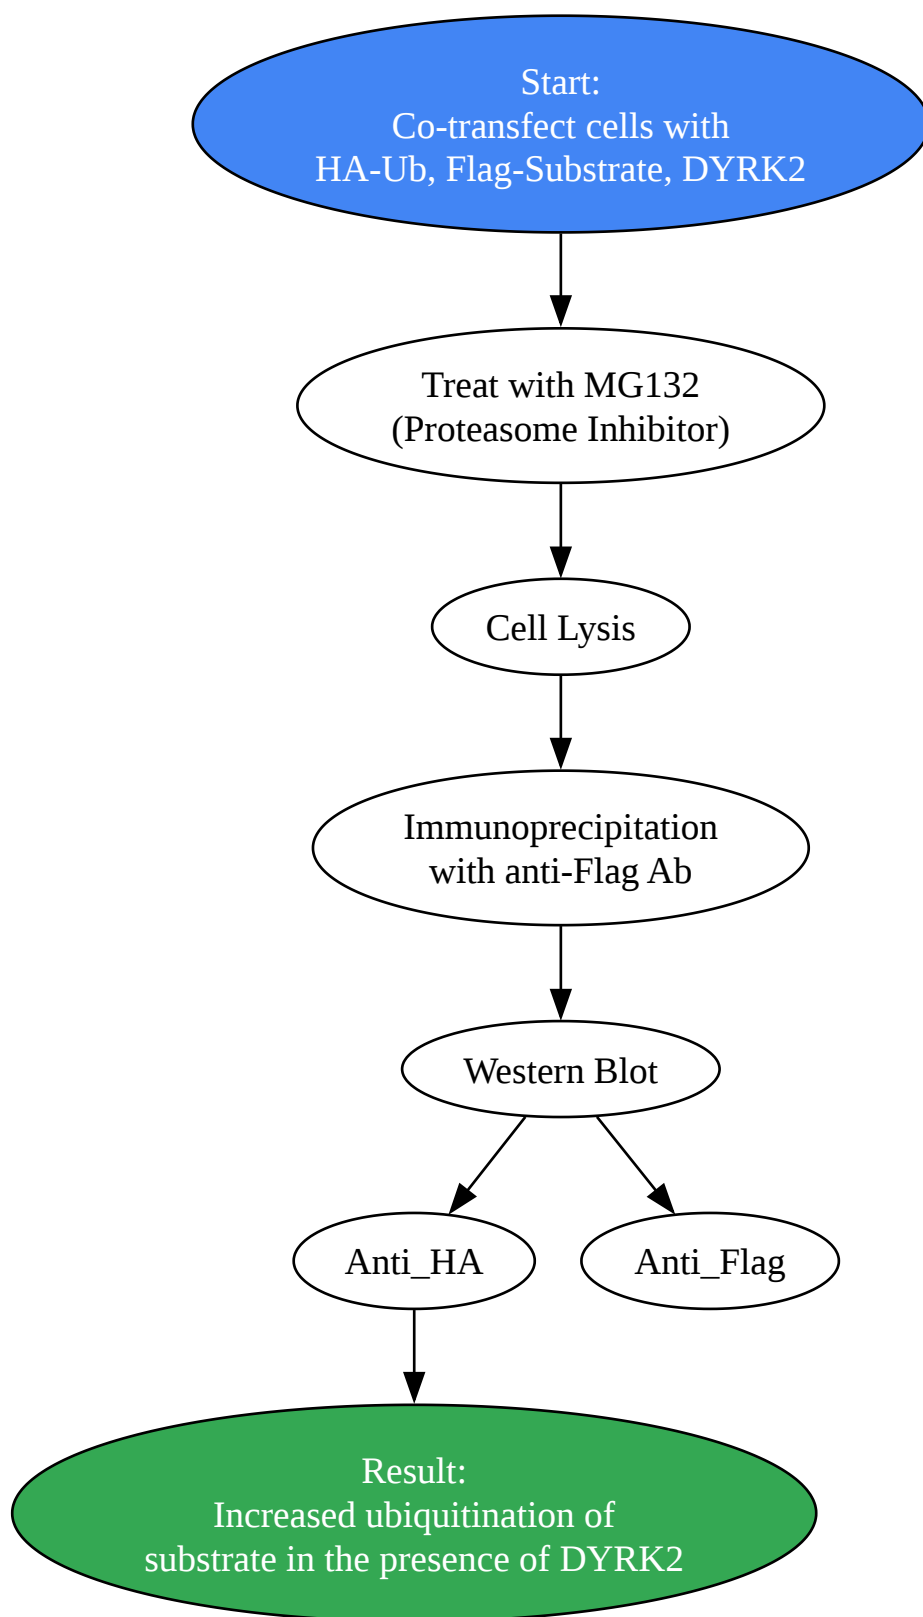 Start:
Co-transfect cells with
HA-Ub, Flag-Substrate, DYRK2
Treat with MG132
(Proteasome Inhibitor)
Cell Lysis
Immunoprecipitation
with anti-Flag Ab
Western Blot
Anti_HA
Anti_Flag
Result:
Increased ubiquitination of
substrate in the presence of DYRK2